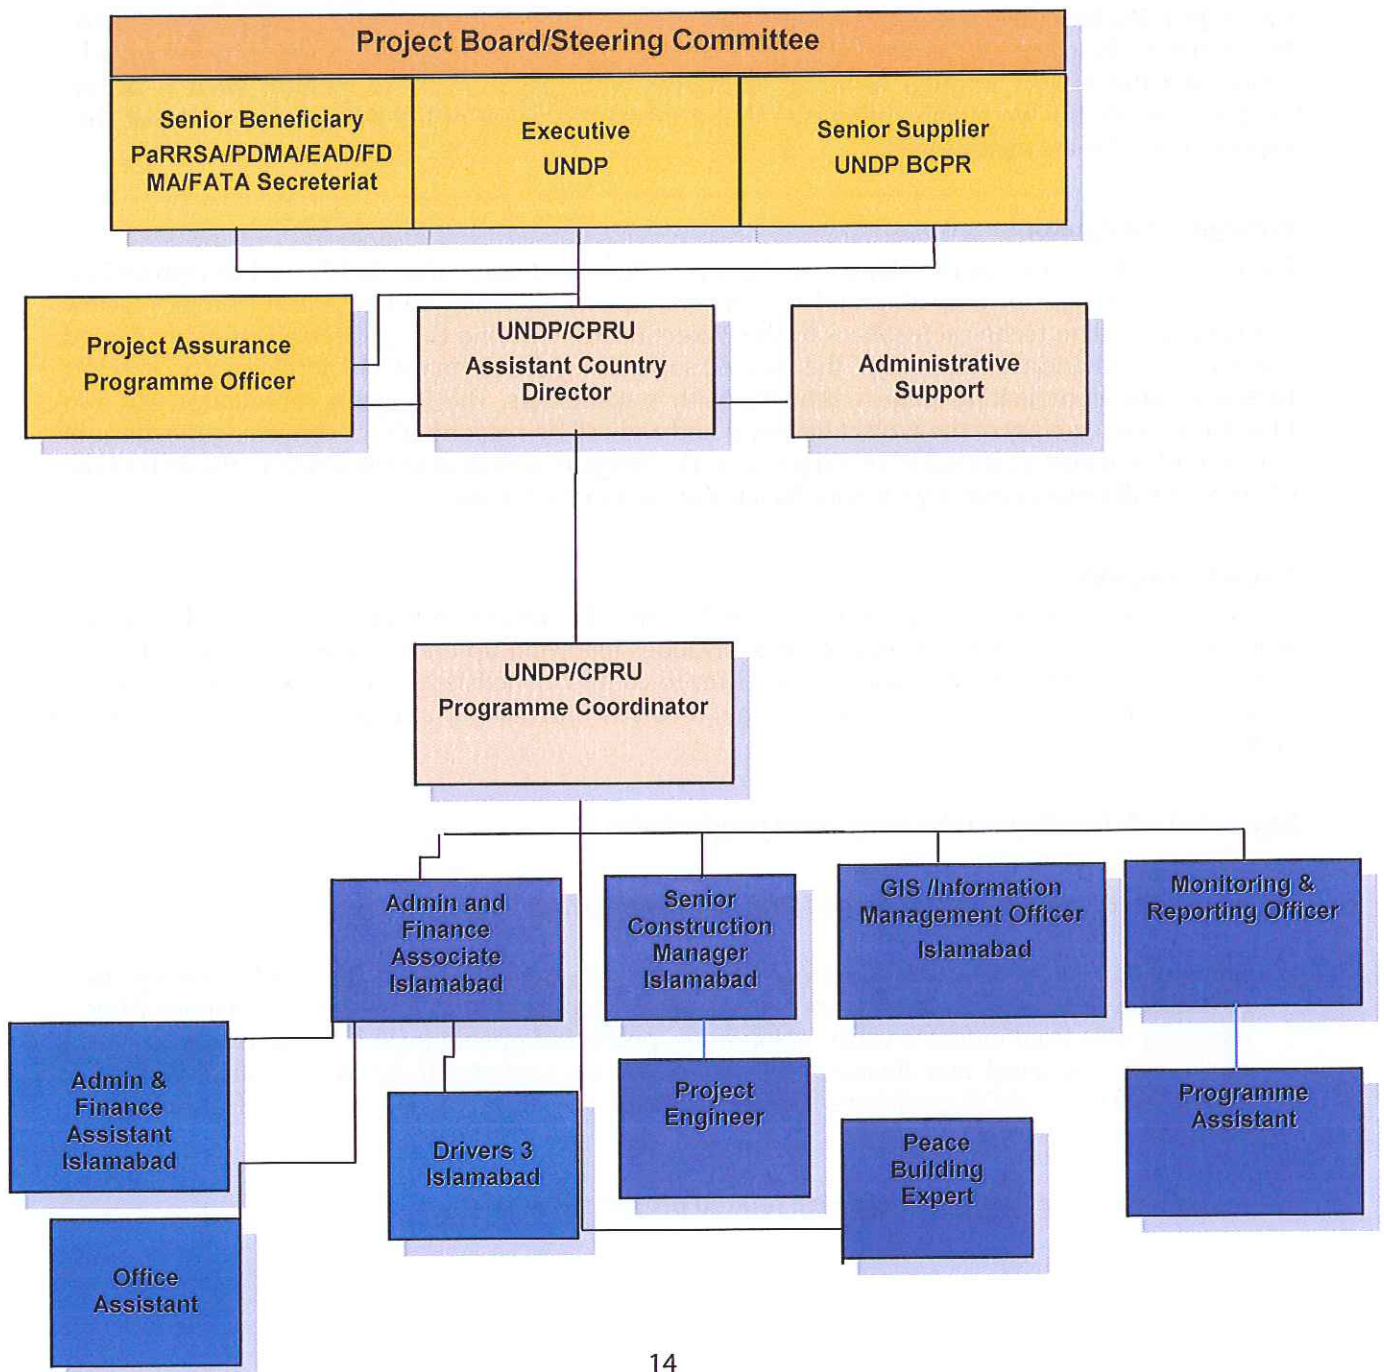 Project Board/Steering Committee
Senior Beneficiary
PaRRSA/PDMA/EAD/FD
MA/FATA Secreteriat
Executive
UNDP
Senior Supplier
UNDP BCPR
Project Assurance
Programme Officer
UNDP/CPRU
Assistant Country
Director
Administrative
Support
UNDP/CPRU
Programme Coordinator
Admin and
Finance
Associate
Islamabad
Senior
Construction
Manager
Islamabad
GIS /Information
Management Officer
Islamabad
Monitoring &
Reporting Officer
Admin &
Finance
Assistant
Islamabad
Drivers 3
Islamabad
Project
Engineer
Peace
Building
Expert
Programme
Assistant
Office
Assistant
14